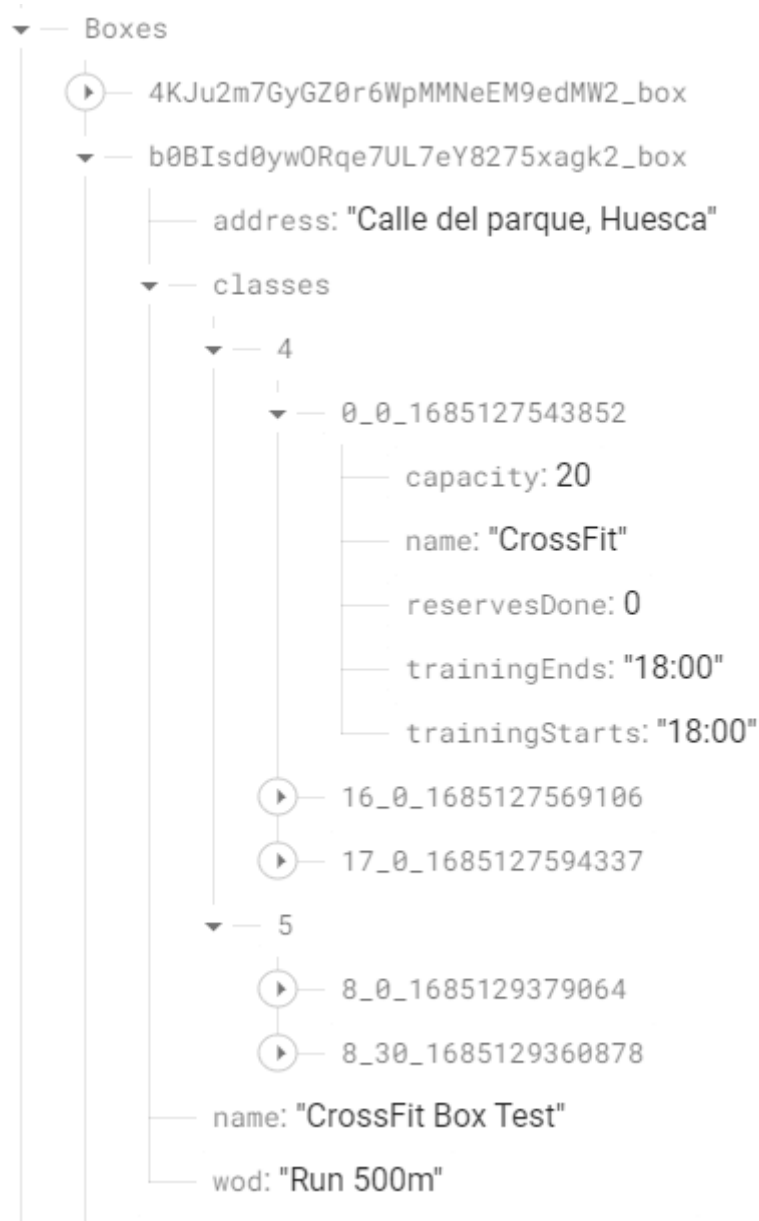 Boxes
4KJu2m7GyGZ0r6WpMMNeEM9edMW2_box
b0BIsd0ywORqe7UL7eY8275xagk2_box
address: "Calle del parque, Huesca"
classes
4
0_0_1685127543852
capacity: 20
name: "CrossFit"
reservesDone: 0
trainingEnds: "18:00"
trainingStarts: "18:00"
16_0_1685127569106
17_0_1685127594337
5
8_0_1685129379064
8_30_1685129360878
name: "CrossFit Box Test"
wod: "Run 500m"